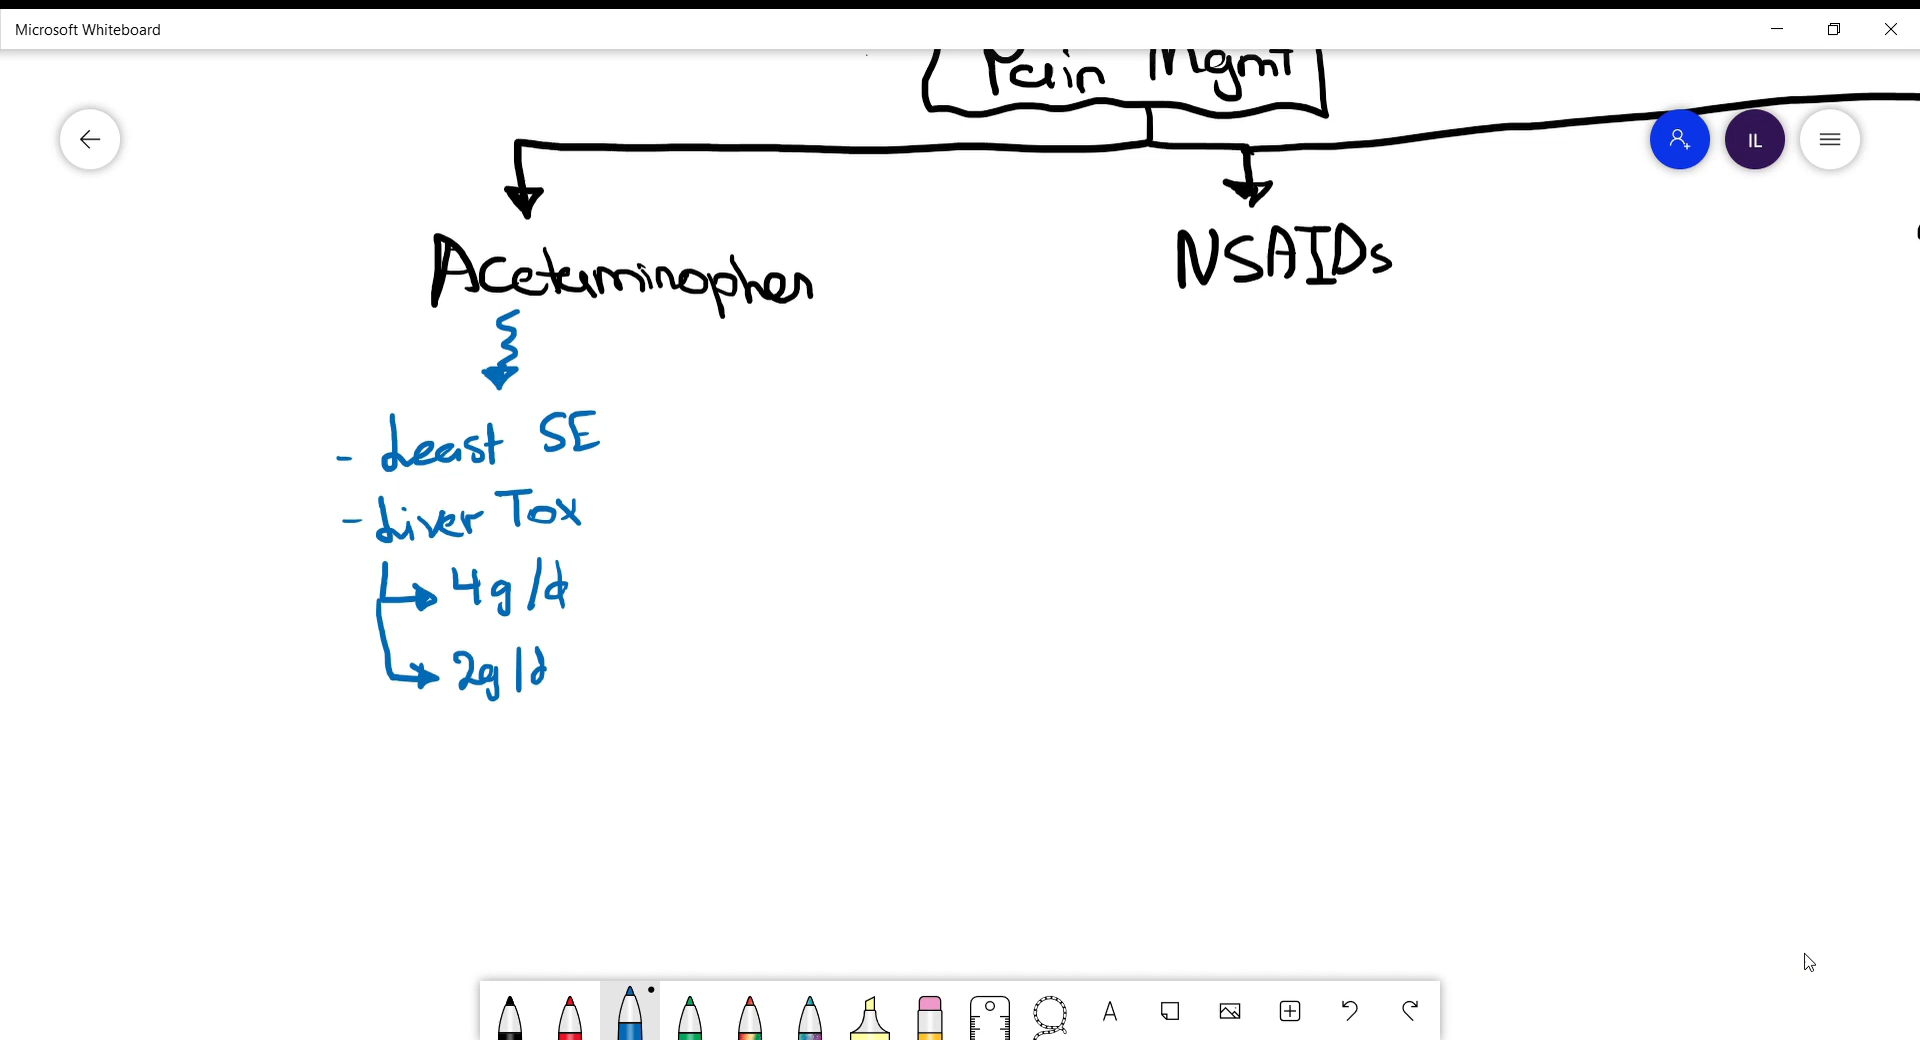 Microsoft Whiteboard
Pain Mgmt
IL
Acetaminophen
NSAIDs
- Least SE
- Liver Tox
4g/d
2g/d
A